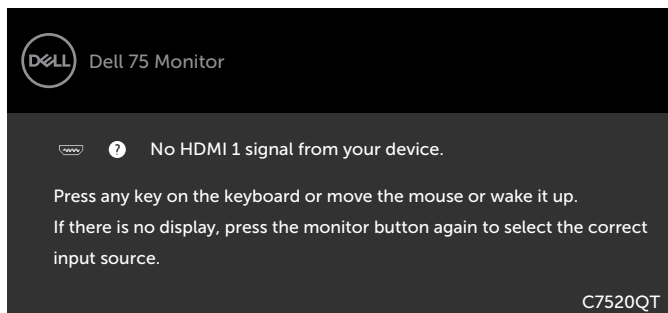 DELL Dell 75 Monitor
? No HDMI 1 signal from your device.
Press any key on the keyboard or move the mouse or wake it up.
If there is no display, press the monitor button again to select the correct
input source.
C7520QT